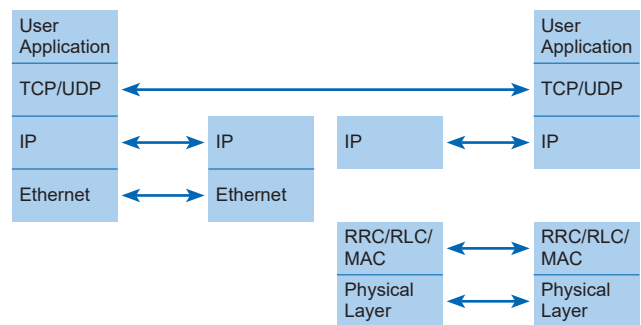 User
Application
User
Application
TCP/UDP
TCP/UDP
IP
IP
IP
IP
Ethernet
Ethernet
RRC/RLC/
MAC
RRC/RLC/
MAC
Physical
Layer
Physical
Layer